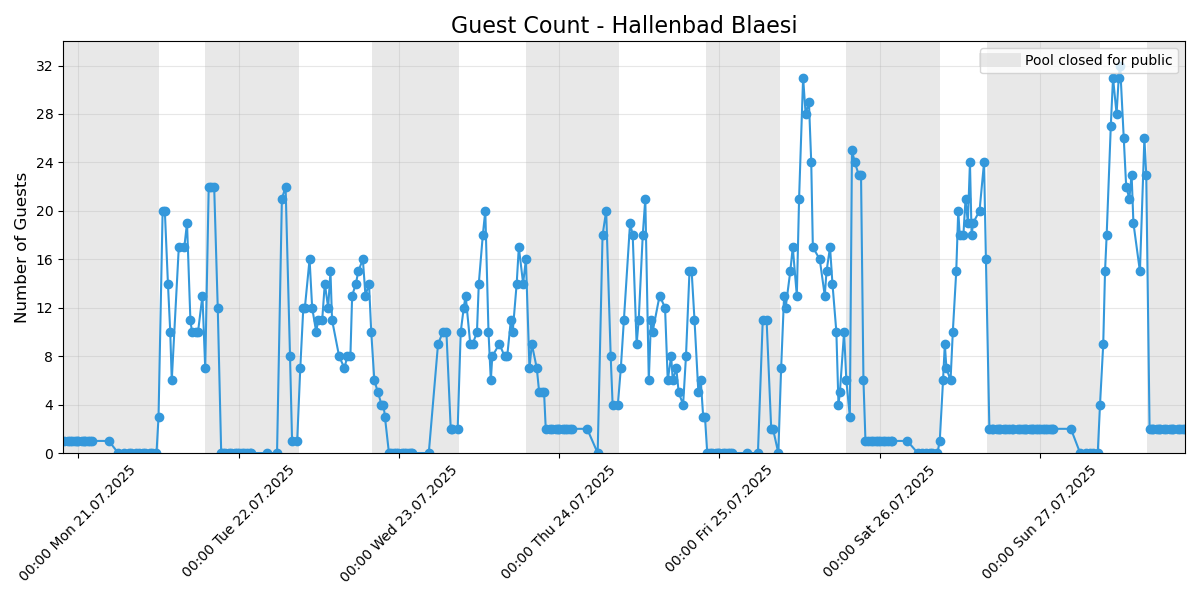 Guest Count - Hallenbad Blaesi
Pool closed for public
Number of Guests
32
28
24
20
16
12
8
4
0
00:00 Mon 21.07.2025
00:00 Tue 22.07.2025
00:00 Wed 23.07.2025
00:00 Thu 24.07.2025
00:00 Fri 25.07.2025
00:00 Sat 26.07.2025
00:00 Sun 27.07.2025